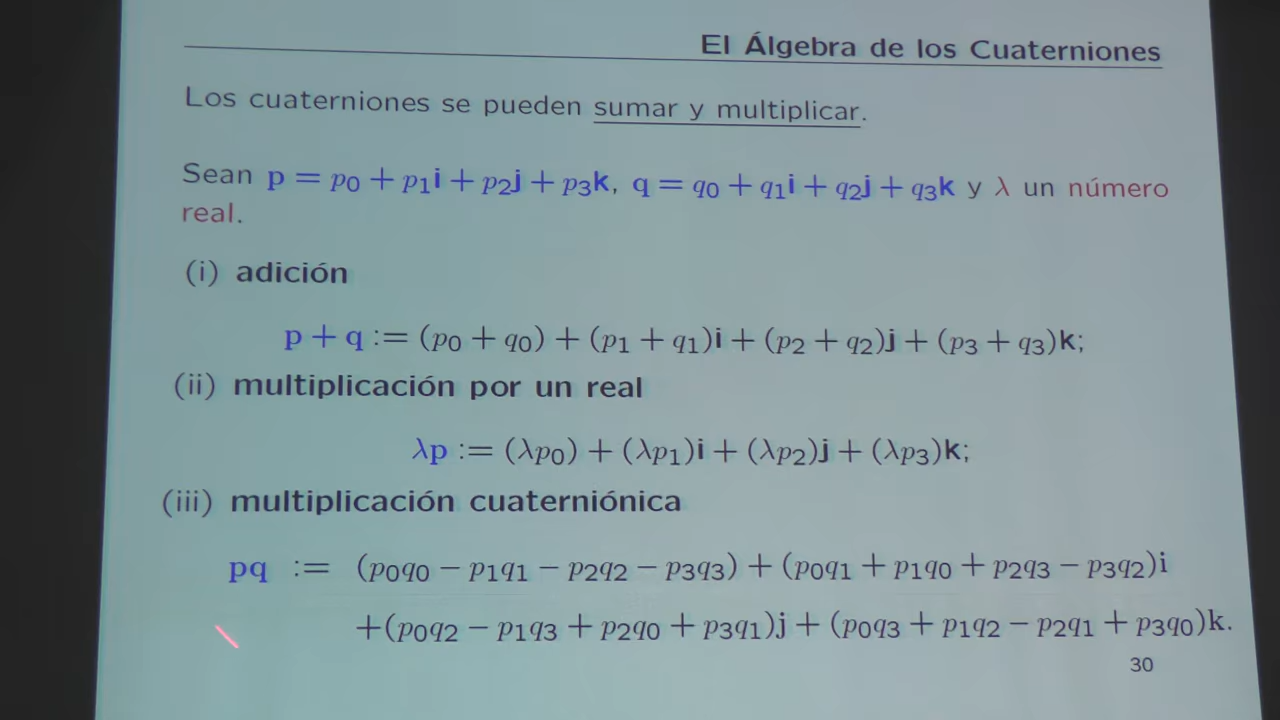 El Álgebra de los Cuaterniones
Los cuaterniones se pueden sumar y multiplicar.
Sean p = p₀ + p₁i + p₂j + p₃k, q = q₀ + q₁i + q₂j + q₃k y λ un número
real.
(i) adición
p + q := (p₀ + q₀) + (p₁ + q₁)i + (p₂ + q₂)j + (p₃ + q₃)k;
(ii) multiplicación por un real
λp := (λp₀) + (λp₁)i + (λp₂)j + (λp₃)k;
(iii) multiplicación cuaterniónica
pq := (p₀q₀ − p₁q₁ − p₂q₂ − p₃q₃) + (p₀q₁ + p₁q₀ + p₂q₃ − p₃q₂)i
+(p₀q₂ − p₁q₃ + p₂q₀ + p₃q₁)j + (p₀q₃ + p₁q₂ − p₂q₁ + p₃q₀)k.
30